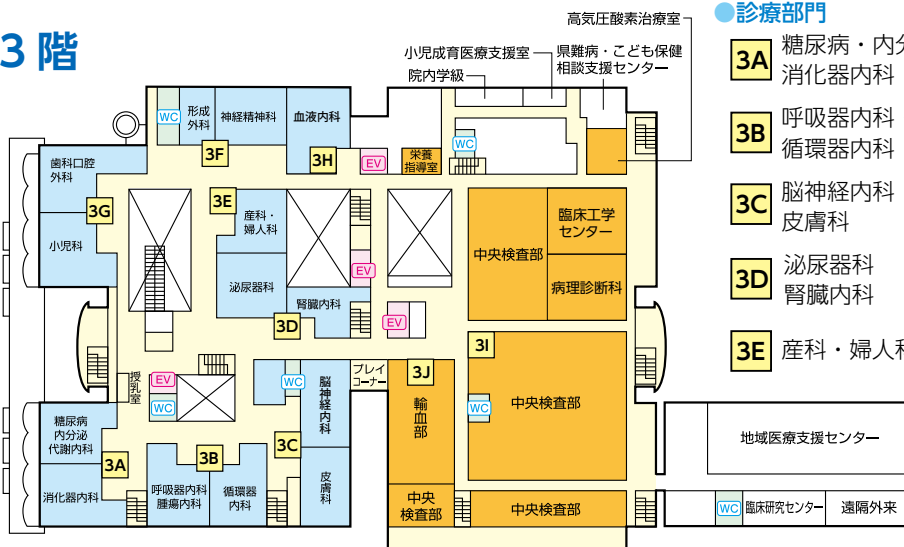 3階
高気圧酸素治療室
小児成育医療支援室
県難病・こども保健
相談支援センター
院内学級
WC
形成
外科
神経精神科
血液内科
3F
3H
EV
栄養
指導室
WC
歯科口腔
外科
3G
小児科
3E
産科・
婦人科
泌尿器科
EV
腎臓内科
3D
EV
中央検査部
臨床工学
センター
病理診断科
3I
中央検査部
WC
授乳室
EV
WC
WC
脳神経内科
プレイ
コーナー
3J
輸血部
糖尿病
内分泌
代謝内科
3A
消化器内科
3B
呼吸器内科
腫瘍内科
循環器
内科
3C
皮膚科
中央
検査部
中央検査部
地域医療支援センター
WC
臨床研究センター
遠隔外来
診療部門
3A
糖尿病・内分
消化器内科
3B
呼吸器内科
循環器内科
3C
脳神経内科
皮膚科
3D
泌尿器科
腎臓内科
3E
産科・婦人科